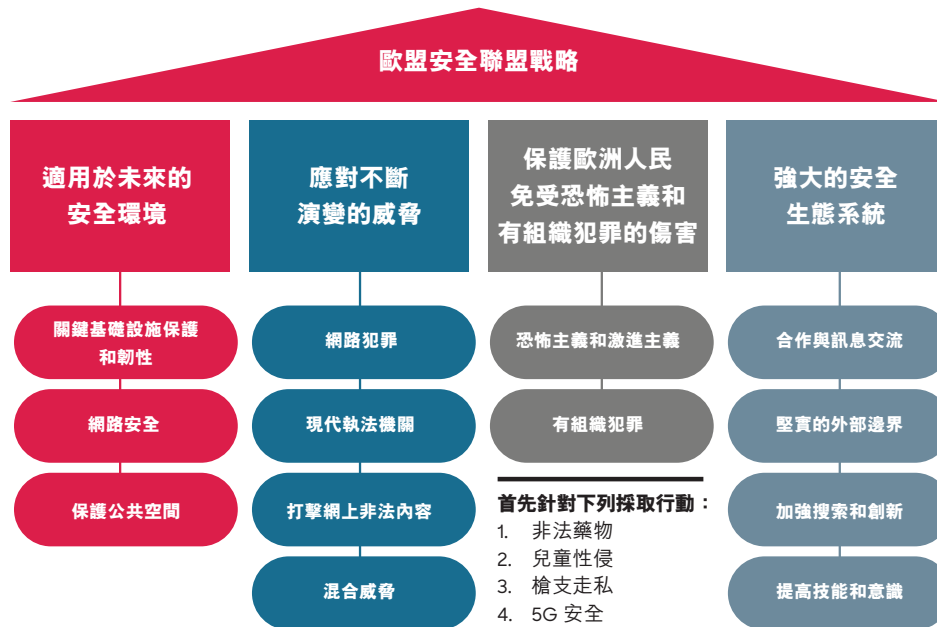 歐盟安全聯盟戰略
適用於未來的
安全環境
關鍵基礎設施保護
和韌性
網路安全
保護公共空間
應對不斷
演變的威脅
網路犯罪
現代執法機關
打擊網上非法內容
混合威脅
保護歐洲人民
免受恐怖主義和
有組織犯罪的傷害
恐怖主義和激進主義
有組織犯罪
首先針對下列採取行動：
1. 非法藥物
2. 兒童性侵
3. 槍支走私
4. 5G 安全
強大的安全
生態系統
合作與訊息交流
堅實的外部邊界
加強搜索和創新
提高技能和意識